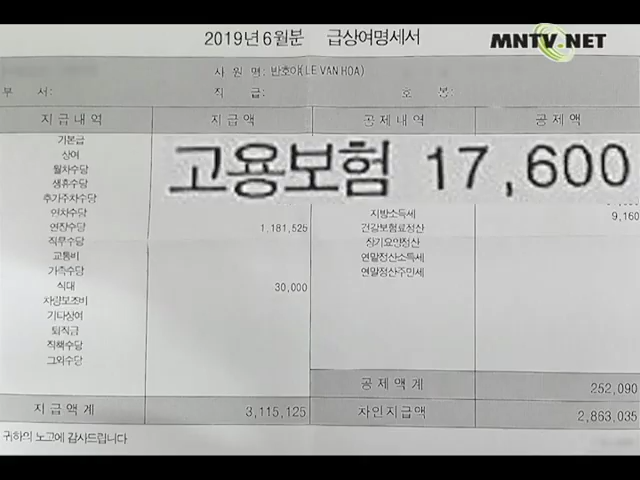 2019년 6월분 급상여명세서
MNTV.NET
사 원 명: 반호아(LE VAN HOA)
부 서: 직 급: 호 봉:
지 급 내 역 지 급 액 공 제 내 역 공 제 액
기본급
상여
고용보험 17,600
월차수당
생휴수당
추가주차수당
연차수당 지방소득세 9,160
연장수당 1,181,525 건강보험료정산
직무수당 장기요양정산
교통비 연말정산소득세
가족수당 연말정산주민세
식대 30,000
차량보조비
기타상여
퇴직금
직책수당
그외수당
공 제 액 계 252,090
지 급 액 계 3,115,125 차인지급액 2,863,035
귀하의 노고에 감사드립니다